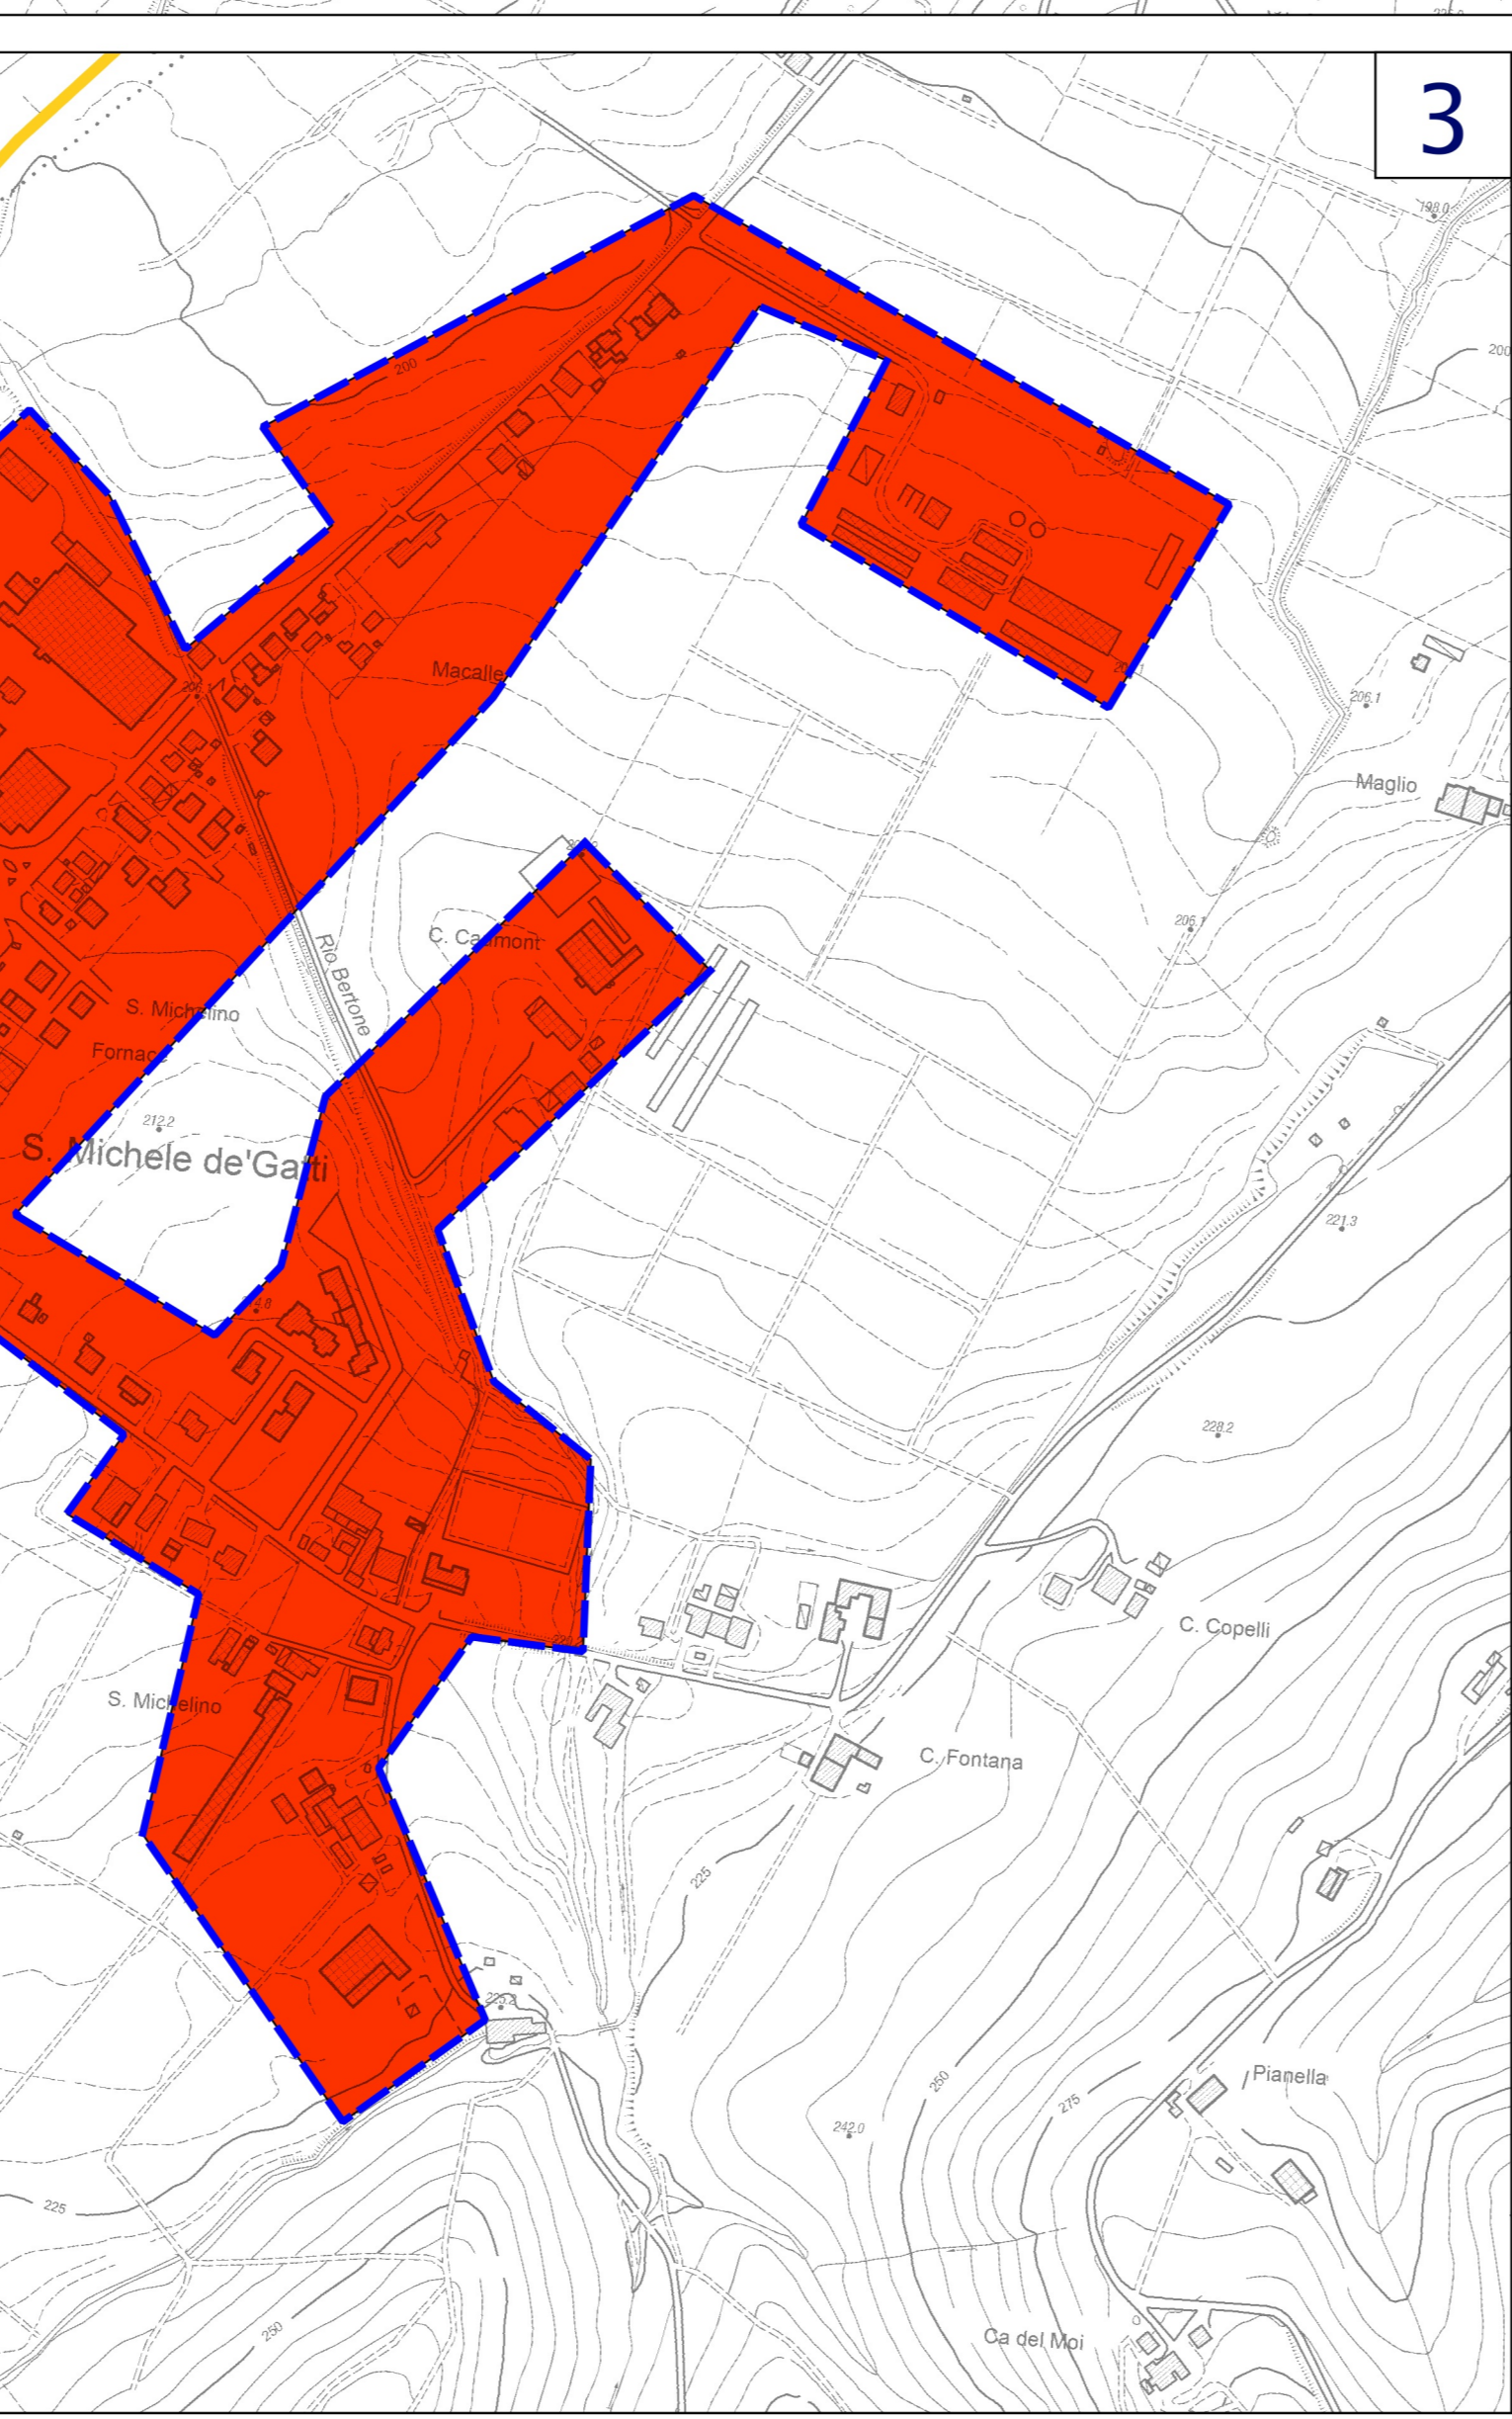 3
198.0
200
200
Macalle
206.1
Maglio
206.1
C. Caumont
Rio Bertone
S. Michelino
Fornace
212.2
S. Michele de'Gatti
221.3
228.2
C. Copelli
S. Michelino
C. Fontana
225
225.2
Pianella
250
275
242.0
225
250
Ca del Moi